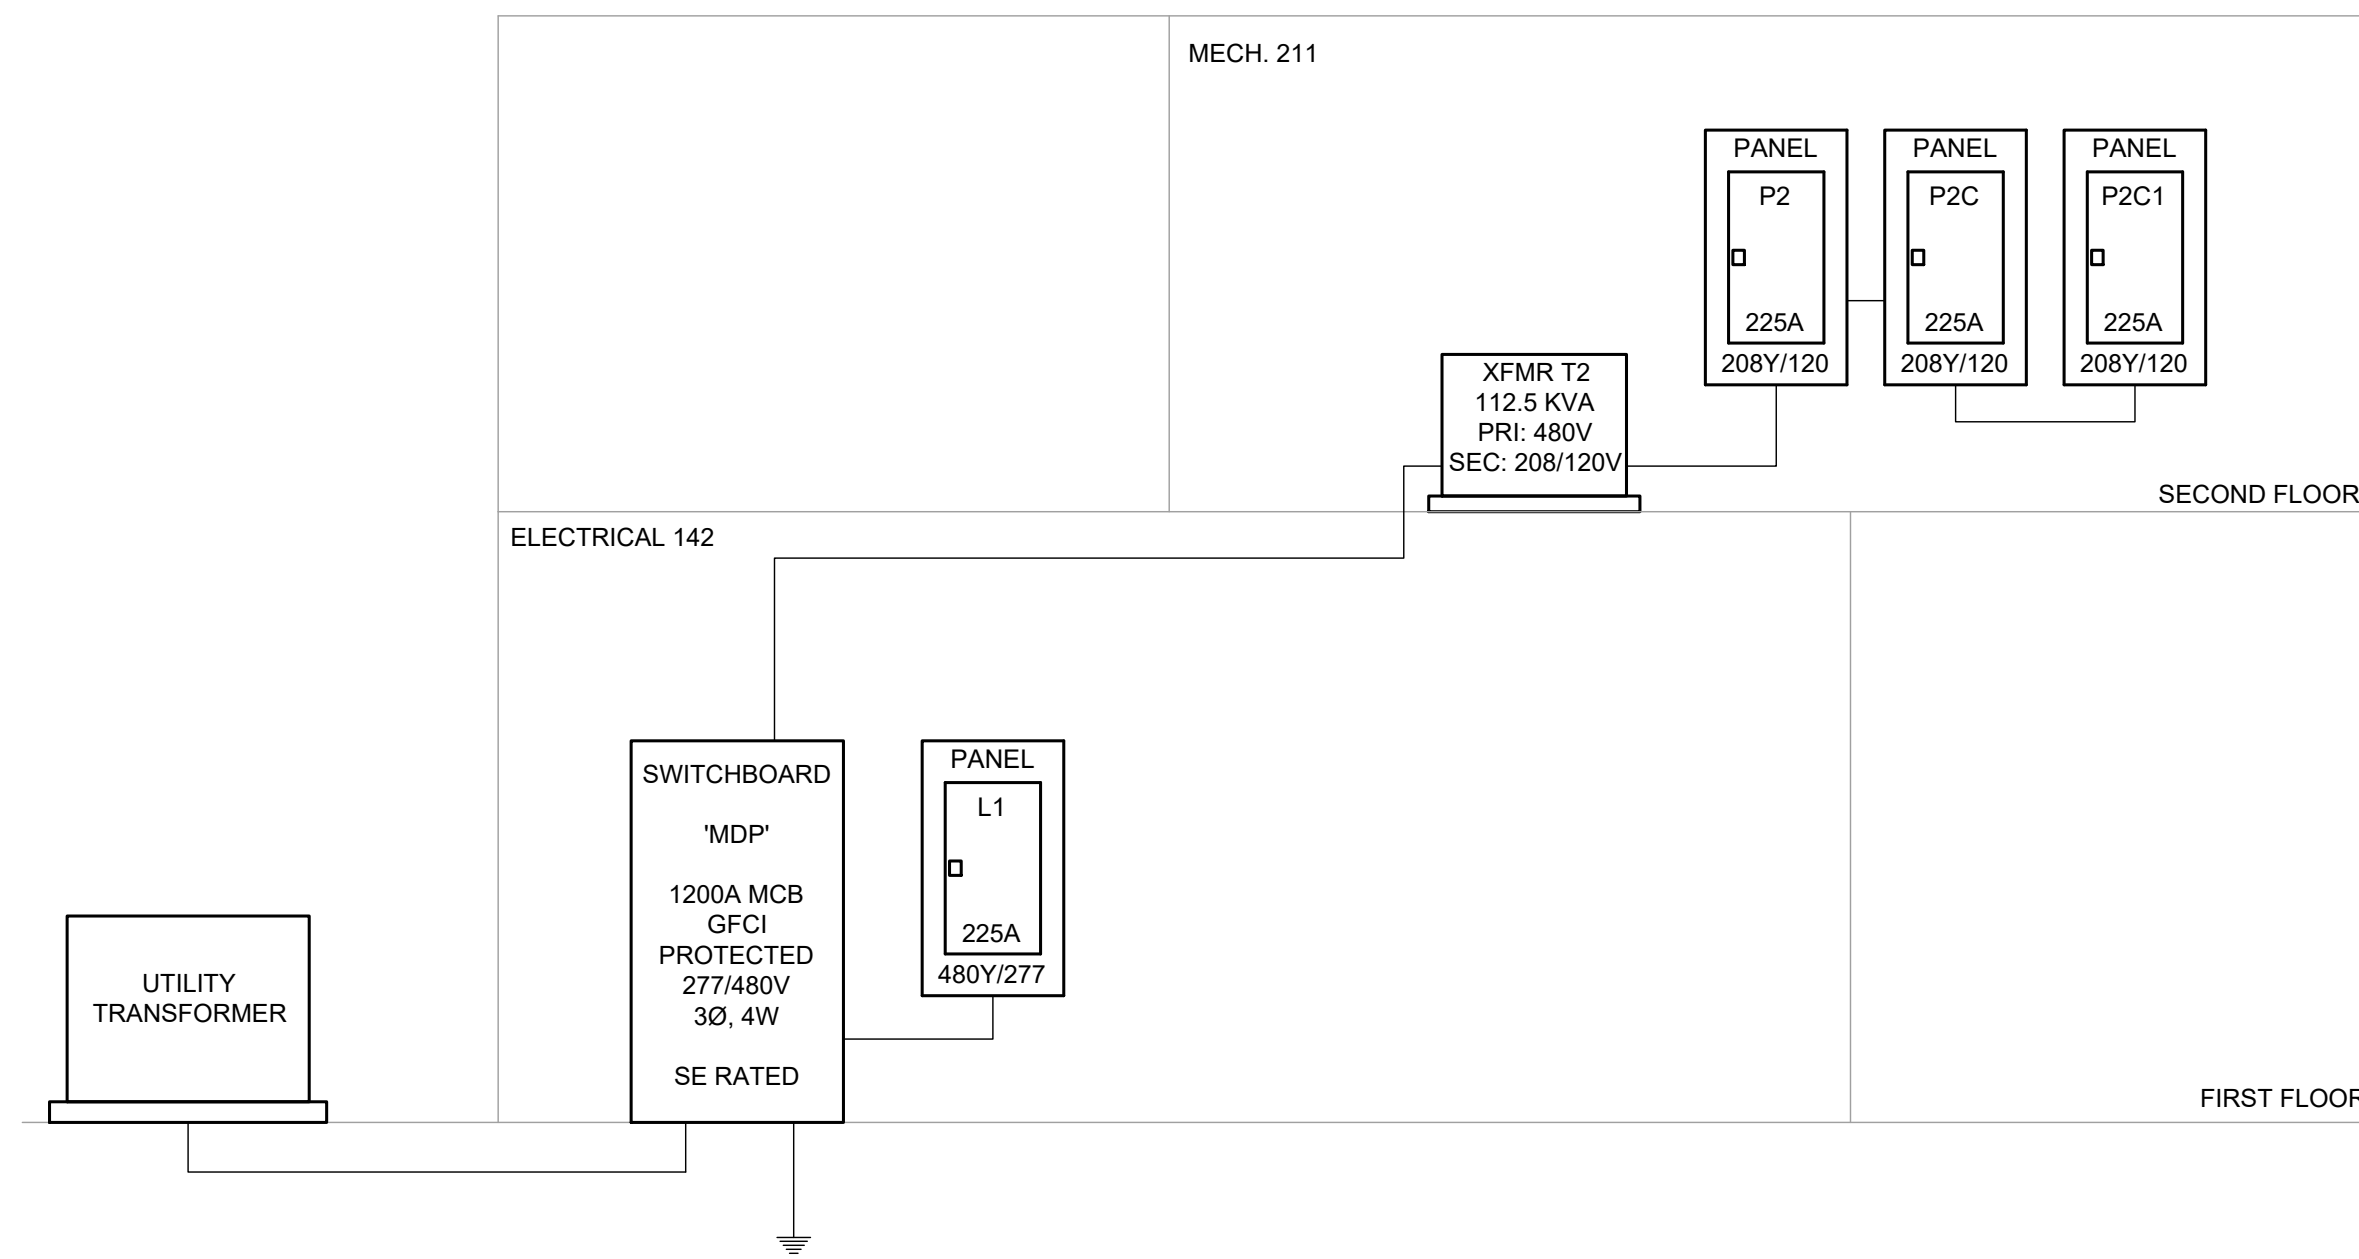 MECH. 211
PANEL
P2
225A
208Y/120
PANEL
P2C
225A
208Y/120
PANEL
P2C1
225A
208Y/120
XFMR T2
112.5 KVA
PRI: 480V
SEC: 208/120V
SECOND FLOOR
ELECTRICAL 142
SWITCHBOARD
'MDP'
1200A MCB
GFCI
PROTECTED
277/480V
3Ø, 4W
SE RATED
PANEL
L1
225A
480Y/277
UTILITY
TRANSFORMER
FIRST FLOOR